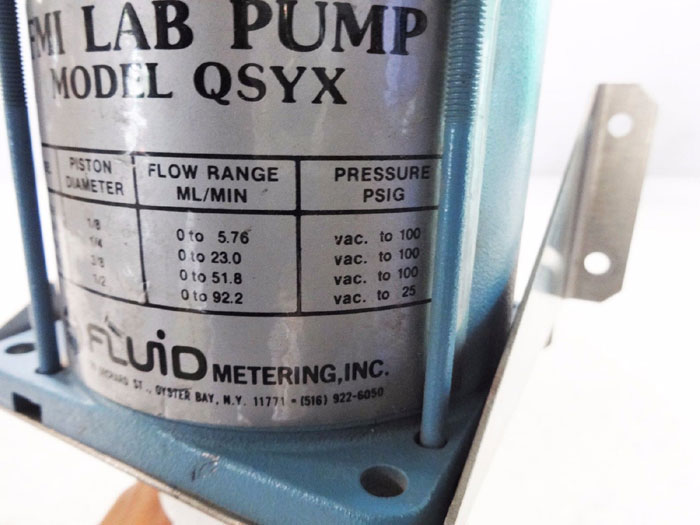 FMI LAB PUMP
MODEL QSYX
PISTON DIAMETER FLOW RANGE ML/MIN PRESSURE PSIG
1/8 0 to 5.76 vac. to 100
1/4 0 to 23.0 vac. to 100
3/8 0 to 51.8 vac. to 100
1/2 0 to 92.2 vac. to 25
FLUID METERING, INC.
ORCHARD ST., OYSTER BAY, N.Y. 11771 • (516) 922-6050